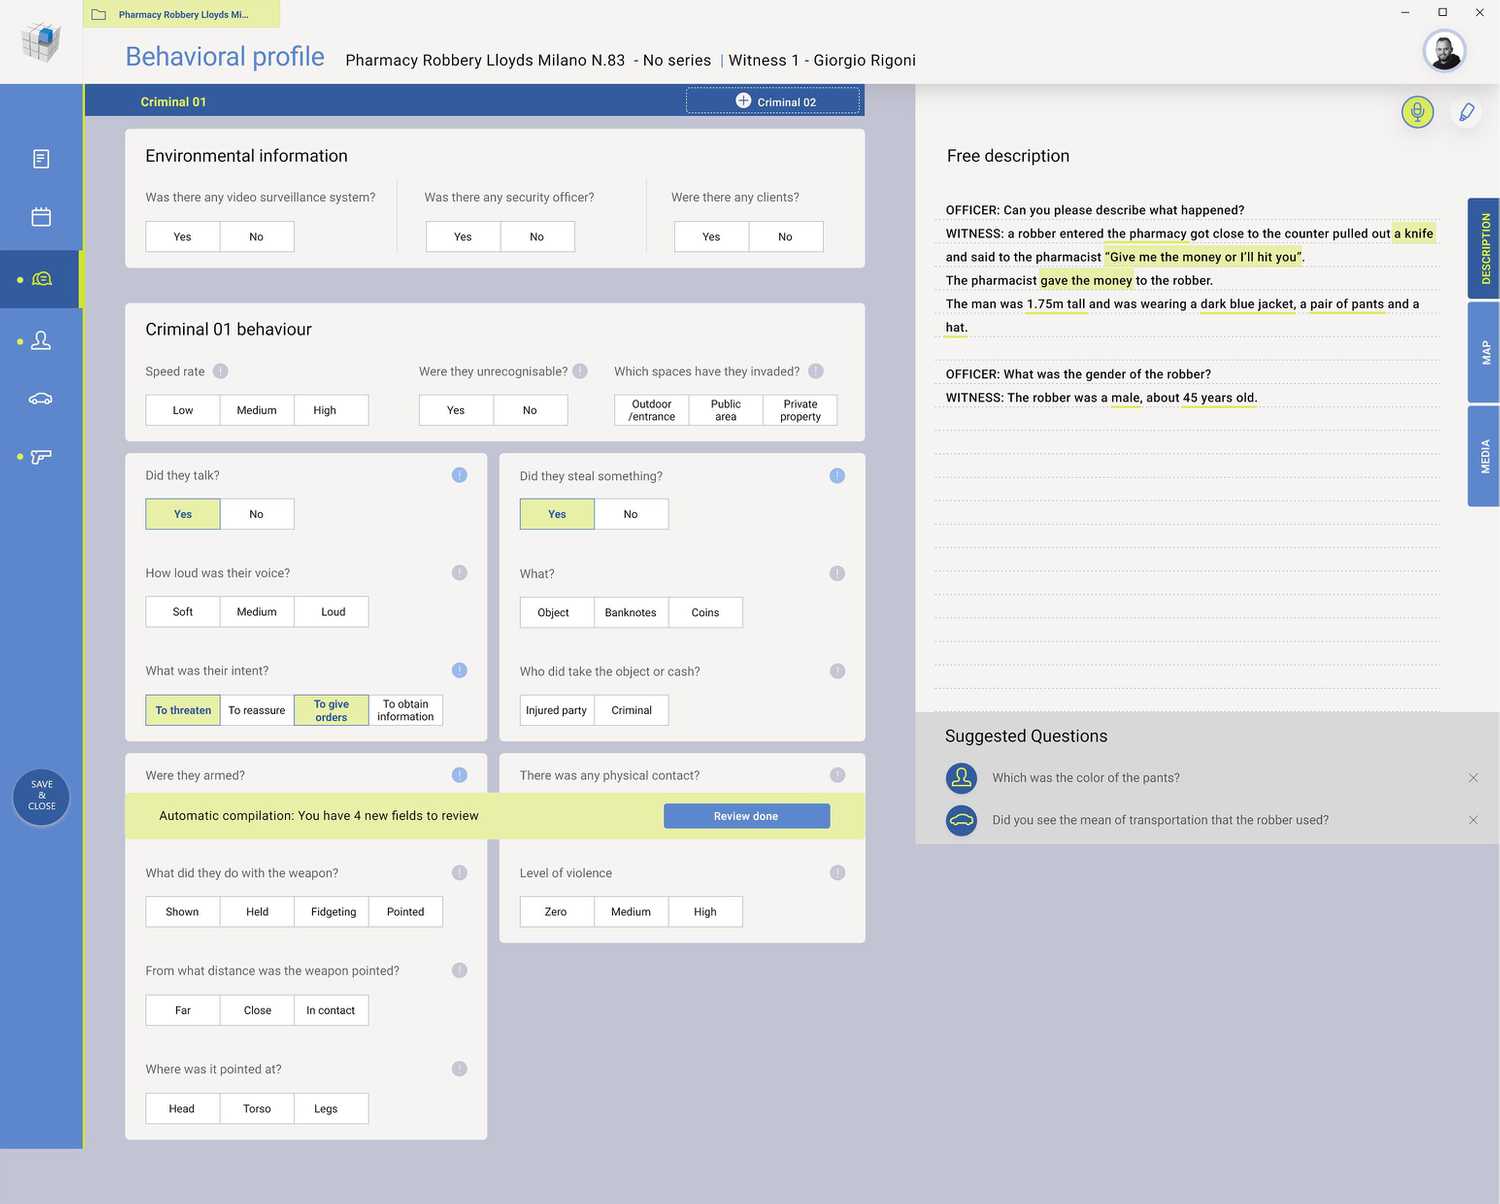 Pharmacy Robbery Lloyds Mi...
Behavioral profile
Pharmacy Robbery Lloyds Milano N.83 - No series | Witness 1 - Giorgio Rigoni
Criminal 01
Criminal 02
Environmental information
Was there any video surveillance system?
Yes
No
Was there any security officer?
Yes
No
Were there any clients?
Yes
No
Criminal 01 behaviour
Speed rate
Low
Medium
High
Were they unrecognisable?
Yes
No
Which spaces have they invaded?
Outdoor
/entrance
Public
area
Private
property
Did they talk?
Yes
No
How loud was their voice?
Soft
Medium
Loud
What was their intent?
To threaten
To reassure
To give
orders
To obtain
information
Did they steal something?
Yes
No
What?
Object
Banknotes
Coins
Who did take the object or cash?
Injured party
Criminal
Were they armed?
There was any physical contact?
Automatic compilation: You have 4 new fields to review
Review done
What did they do with the weapon?
Shown
Held
Fidgeting
Pointed
From what distance was the weapon pointed?
Far
Close
In contact
Where was it pointed at?
Head
Torso
Legs
Level of violence
Zero
Medium
High
SAVE
&
CLOSE
Free description
OFFICER: Can you please describe what happened?
WITNESS: a robber entered the pharmacy got close to the counter pulled out a knife
and said to the pharmacist “Give me the money or I’ll hit you”.
The pharmacist gave the money to the robber.
The man was 1.75m tall and was wearing a dark blue jacket, a pair of pants and a
hat.
OFFICER: What was the gender of the robber?
WITNESS: The robber was a male, about 45 years old.
DESCRIPTION
MAP
MEDIA
Suggested Questions
Which was the color of the pants?
Did you see the mean of transportation that the robber used?